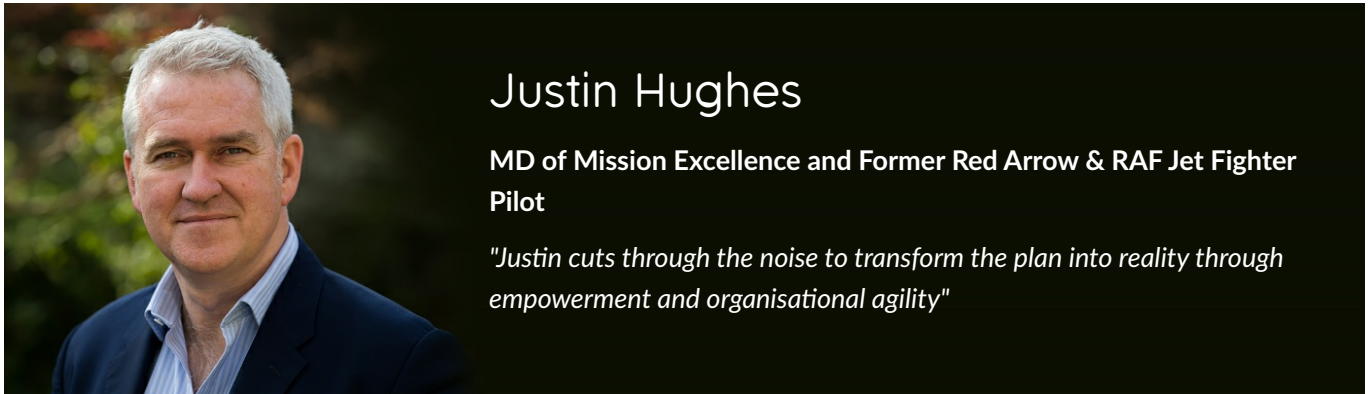 Justin Hughes
MD of Mission Excellence and Former Red Arrow & RAF Jet Fighter
Pilot
"Justin cuts through the noise to transform the plan into reality through
empowerment and organisational agility"